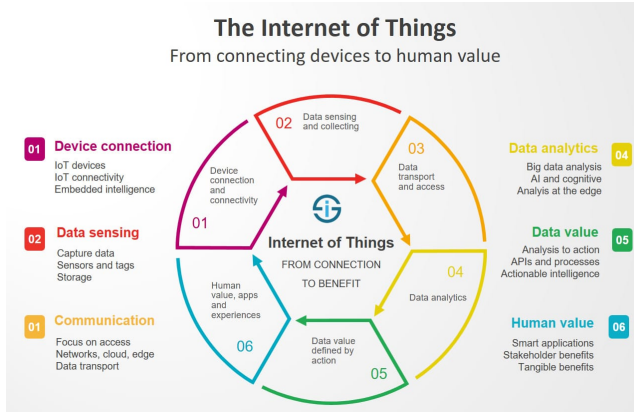 The Internet of Things
From connecting devices to human value
01 Device connection
IoT devices
IoT connectivity
Embedded intelligence
02 Data sensing
Capture data
Sensors and tags
Storage
01 Communication
Focus on access
Networks, cloud, edge
Data transport
Device
connection
and
connectivity
01
02
Data sensing
and collecting
03
Data
transport
and access
04
Data analytics
Data value
defined by
action
05
Human
value, apps
and
experiences
06
Internet of Things
FROM CONNECTION
TO BENEFIT
Data analytics 04
Big data analysis
AI and cognitive
Analyis at the edge
Data value 05
Analysis to action
APIs and processes
Actionable intelligence
Human value 06
Smart applications
Stakeholder benefits
Tangible benefits